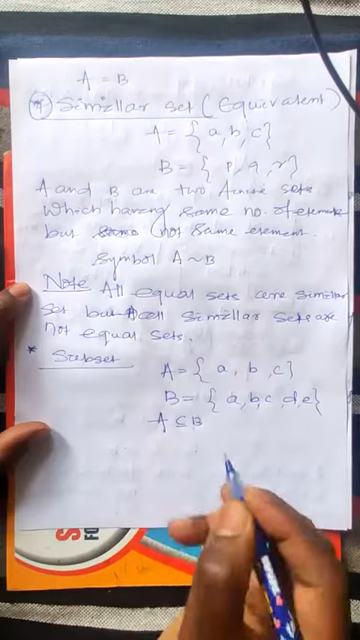 A = B
* Simillar set (Equivalent)
A = { a, b, c }
B = { p, q, r }
A and B are two finite sets
which having same no. of elements
but not same element.
Symbol A ~ B
Note All equal sets are similar
set but all simillar sets are
not equal sets.
* Subset
A = { a, b, c }
B = { a, b, c, d, e }
A ⊆ B